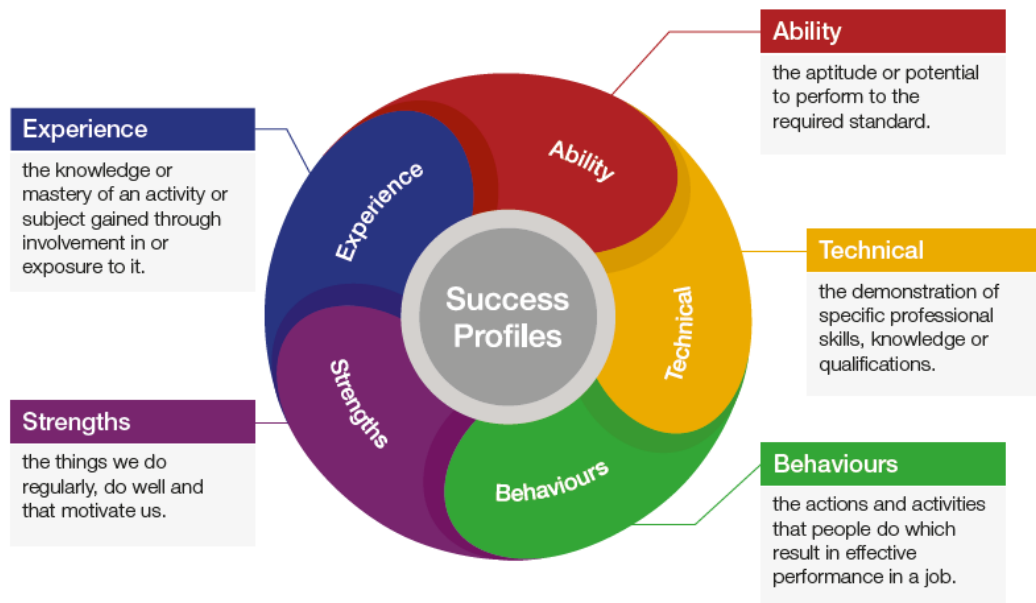 Ability
the aptitude or potential
to perform to the
required standard.
Experience
the knowledge or
mastery of an activity or
subject gained through
involvement in or
exposure to it.
Technical
the demonstration of
specific professional
skills, knowledge or
qualifications.
Strengths
the things we do
regularly, do well and
that motivate us.
Behaviours
the actions and activities
that people do which
result in effective
performance in a job.
Success
Profiles
Ability
Technical
Behaviours
Strengths
Experience